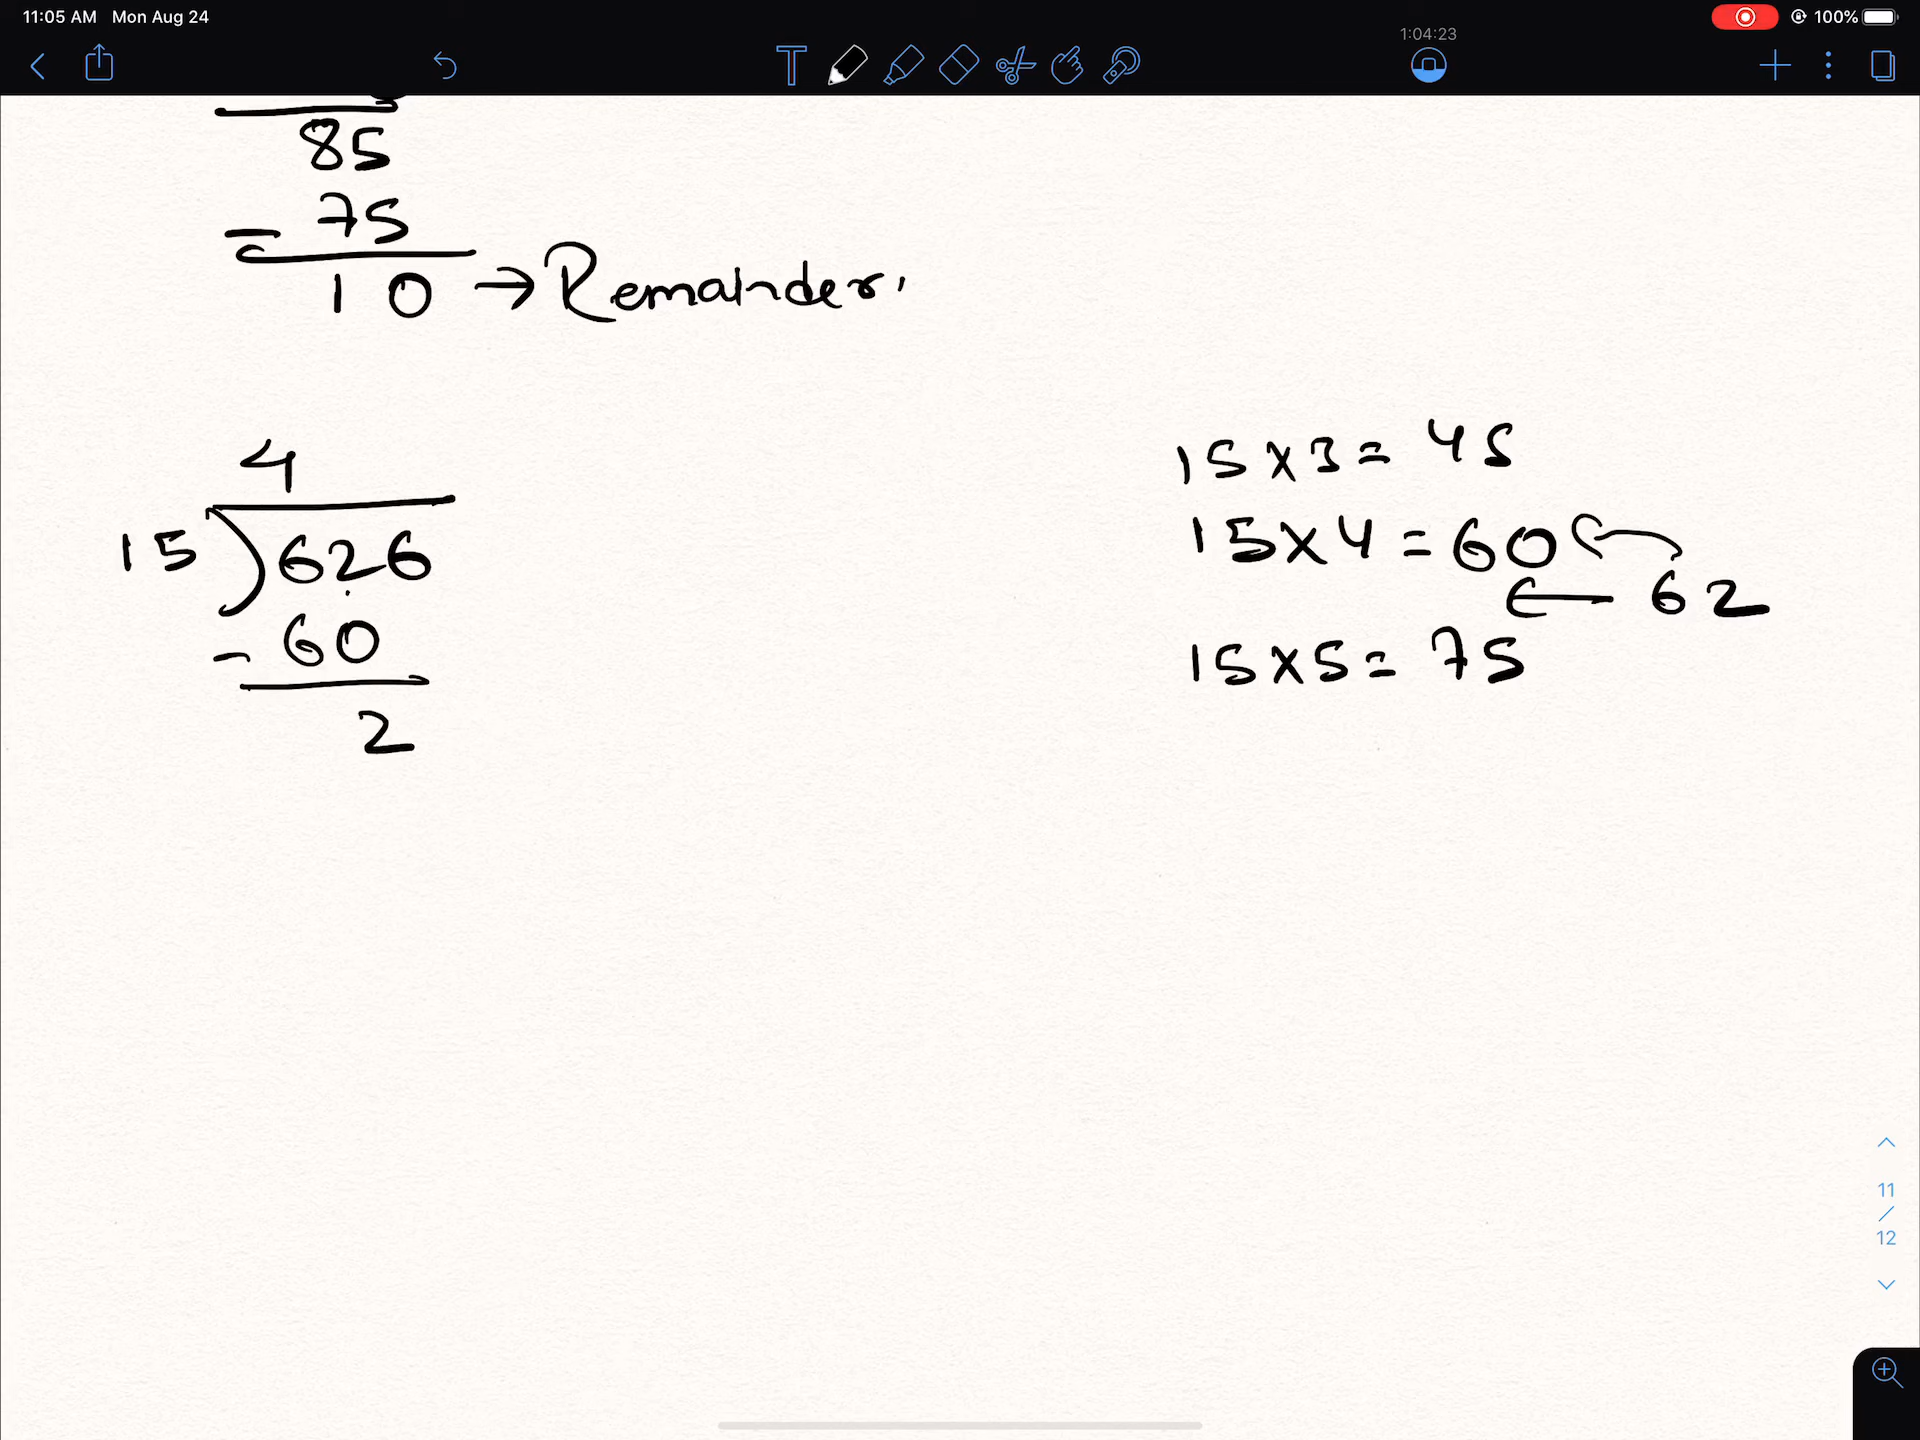 11:05 AM Mon Aug 24
100%
1:04:23
T
85
- 75
10 → Remainder.
4
15 ) 626
- 60
2
15 × 3 = 45
15 × 4 = 60
← 62
15 × 5 = 75
11
/
12